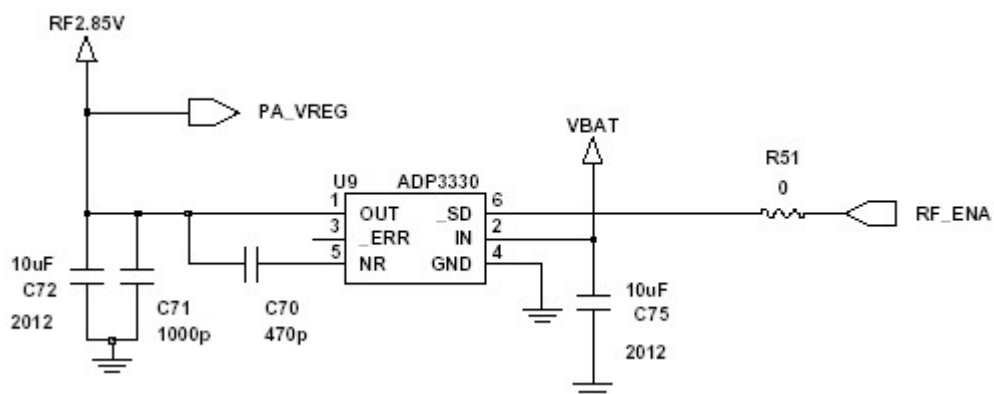 RF2.85V
PA_VREG
VBAT
R51
0
RF_ENA
U9 ADP3330
1 OUT _SD 6
3 _ERR IN 2
5 NR GND 4
10uF
C72
2012
C71
1000p
C70
470p
10uF
C75
2012